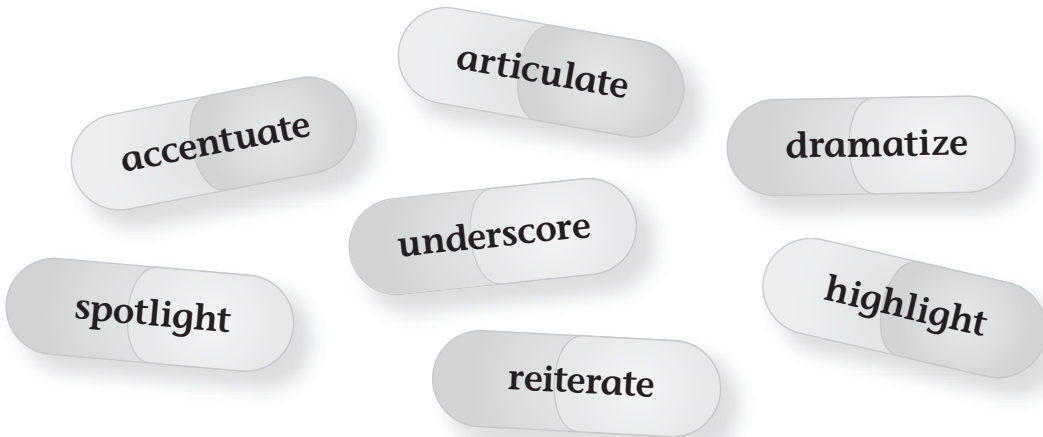 articulate
accentuate
dramatize
underscore
spotlight
highlight
reiterate